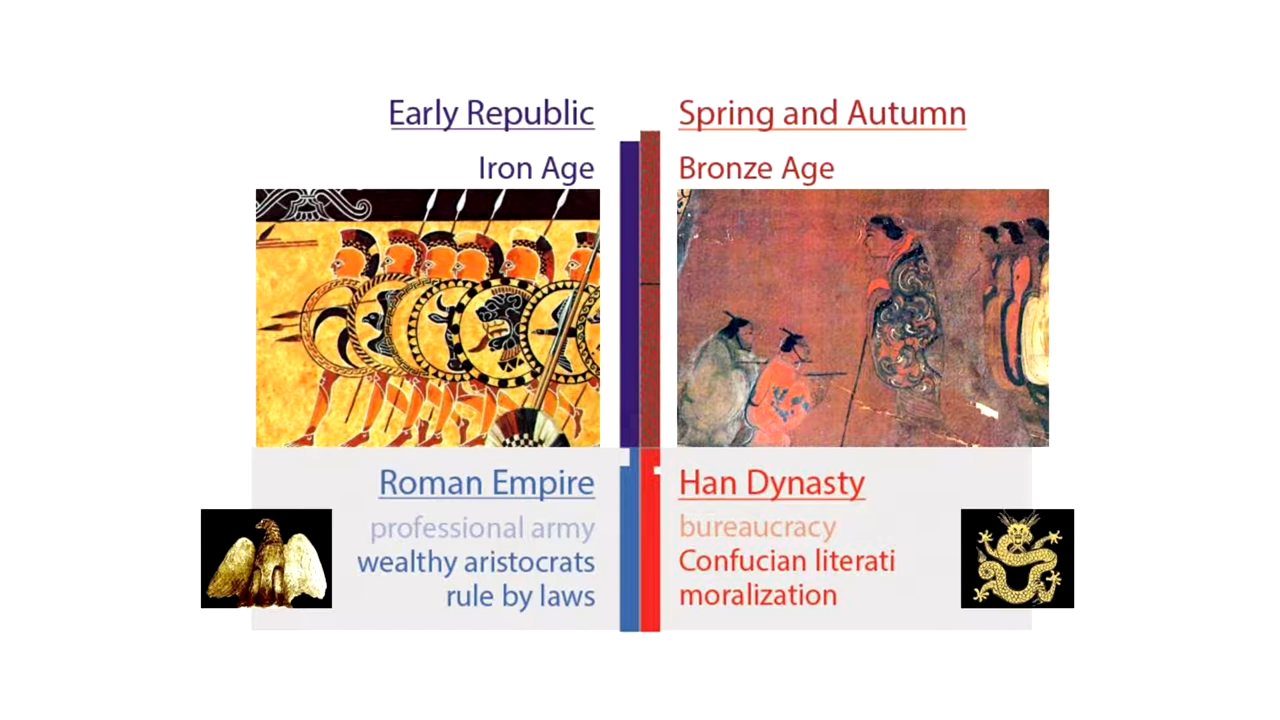 Early Republic
Iron Age
Spring and Autumn
Bronze Age
Roman Empire
professional army
wealthy aristocrats
rule by laws
Han Dynasty
bureaucracy
Confucian literati
moralization